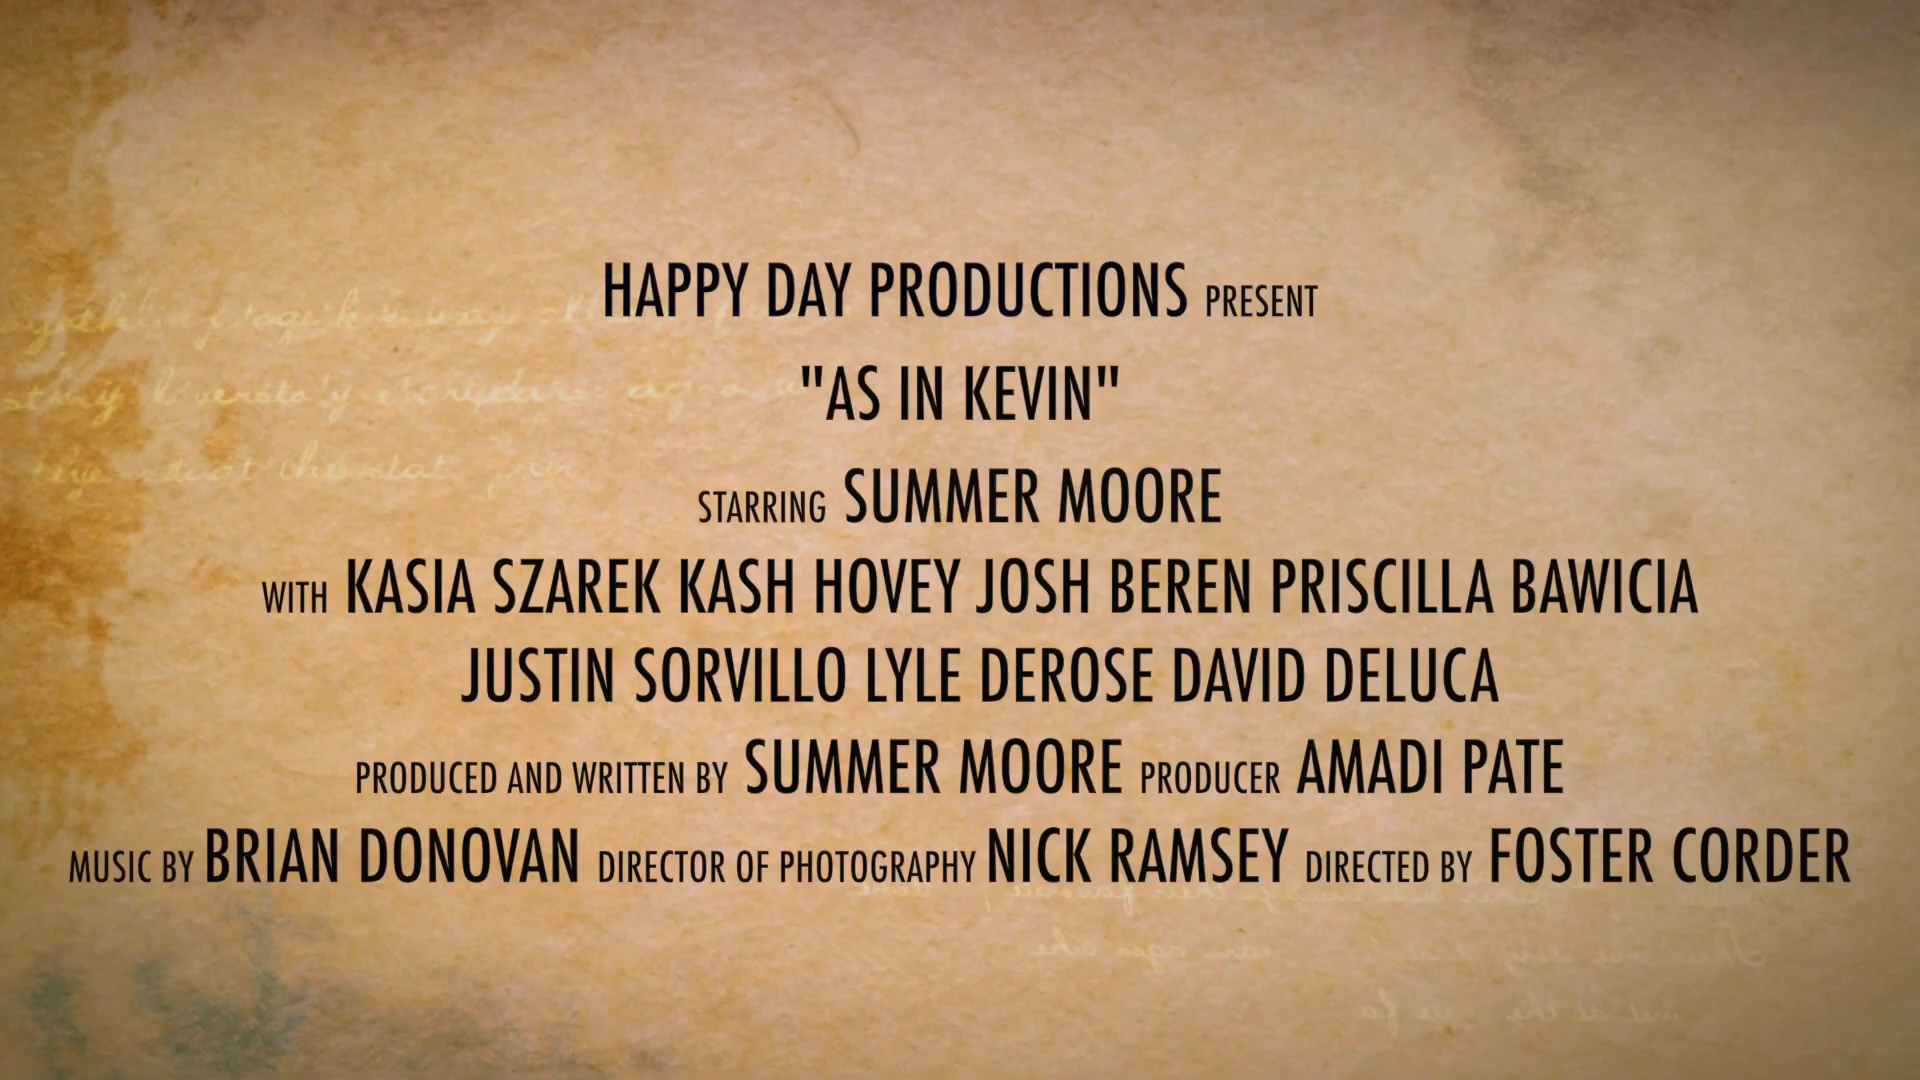 HAPPY DAY PRODUCTIONS PRESENT
"AS IN KEVIN"
STARRING SUMMER MOORE
WITH KASIA SZAREK KASH HOVEY JOSH BEREN PRISCILLA BAWICIA
JUSTIN SORVILLO LYLE DEROSE DAVID DELUCA
PRODUCED AND WRITTEN BY SUMMER MOORE PRODUCER AMADI PATE
MUSIC BY BRIAN DONOVAN DIRECTOR OF PHOTOGRAPHY NICK RAMSEY DIRECTED BY FOSTER CORDER